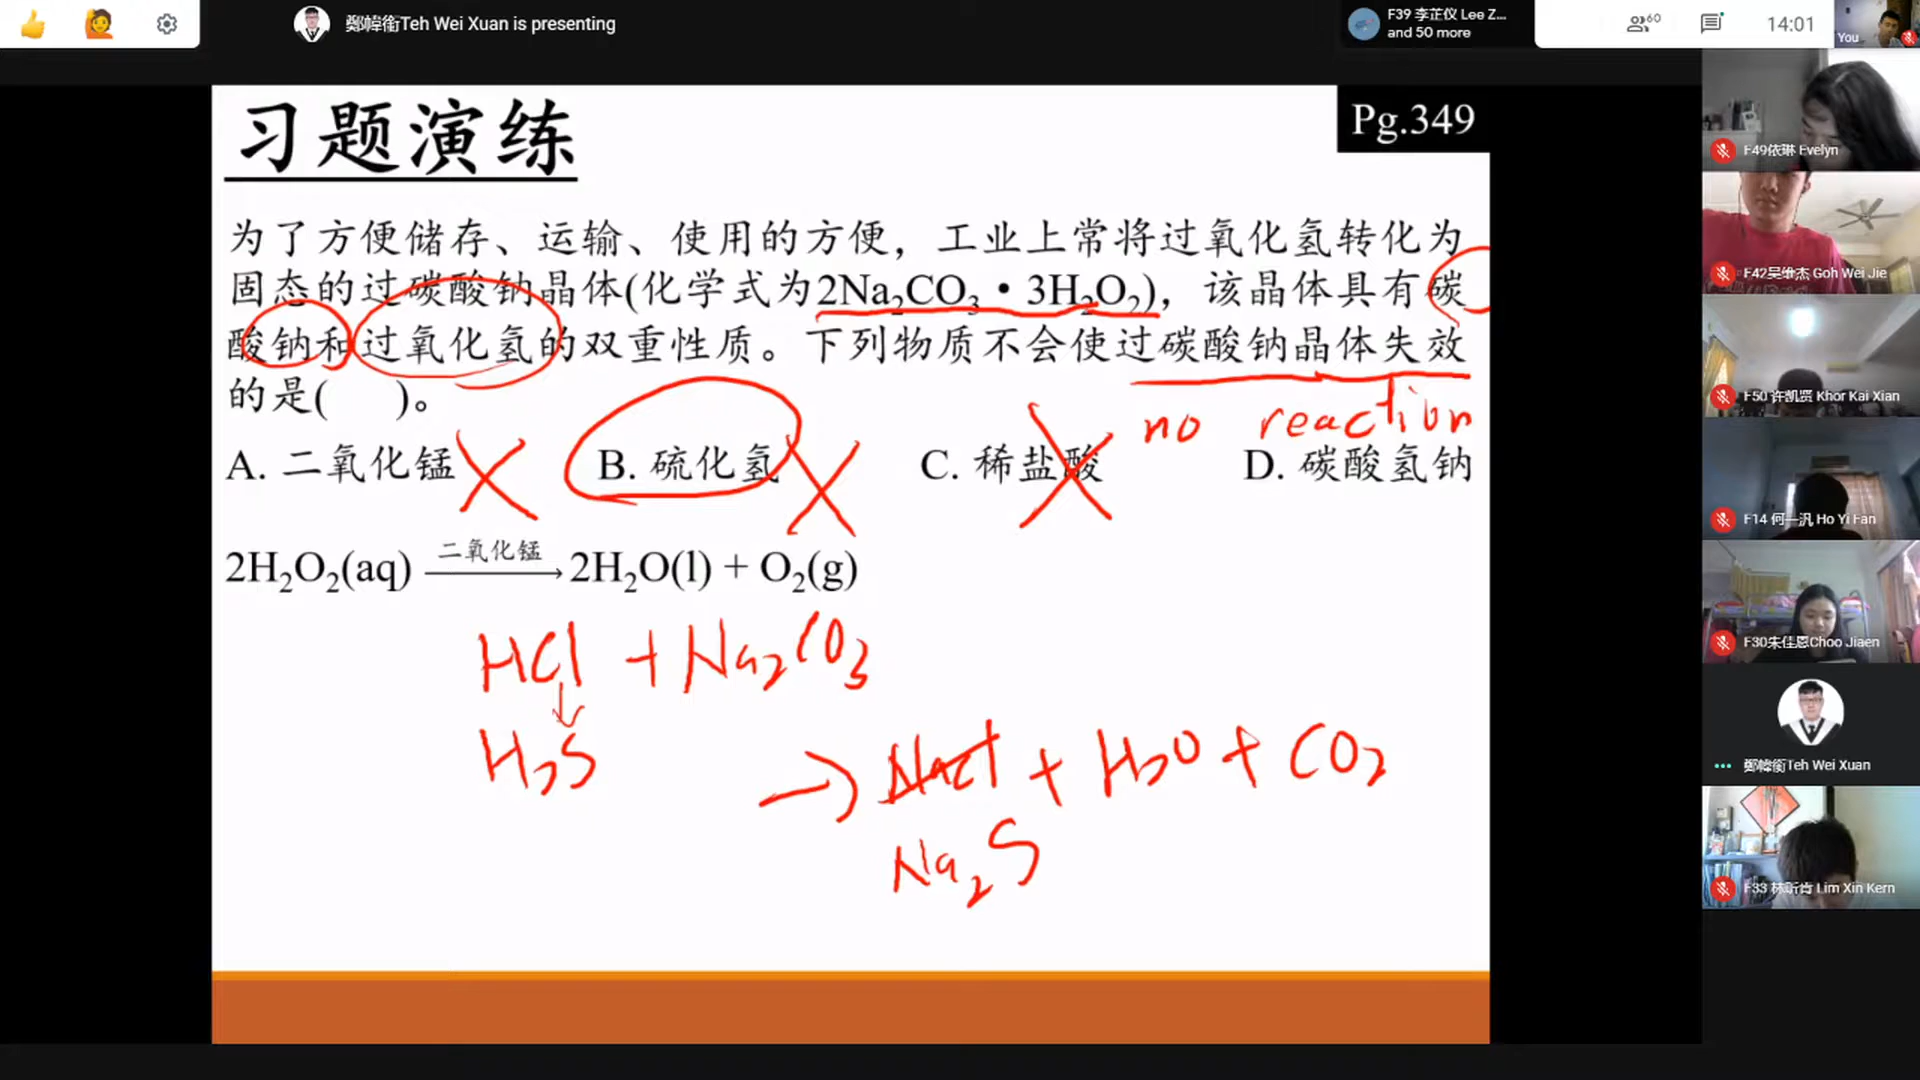 鄭幃衛Teh Wei Xuan is presenting
F39 李芷仪 Lee Z...
and 50 more
60
14:01
You
习题演练
Pg.349
为了方便储存、运输、使用的方便，工业上常将过氧化氢转化为
固态的过碳酸钠晶体(化学式为2Na₂CO₃·3H₂O₂)，该晶体具有碳
酸钠和过氧化氢的双重性质。下列物质不会使过碳酸钠晶体失效
的是(    )。
no reaction
A. 二氧化锰 B. 硫化氢 C. 稀盐酸 D. 碳酸氢钠
2H₂O₂(aq) 二氧化锰→ 2H₂O(l) + O₂(g)
HCl + Na₂CO₃
↓
H₂S
→ NaCl + H₂O + CO₂
Na₂S
F49依琳 Evelyn
F42吴维杰 Goh Wei Jie
F50 许凯贤 Khor Kai Xian
F14 何一汎 Ho Yi Fan
F30朱佳恩Choo Jiaen
鄭幃衛Teh Wei Xuan
F33 林昕肯 Lim Xin Kern